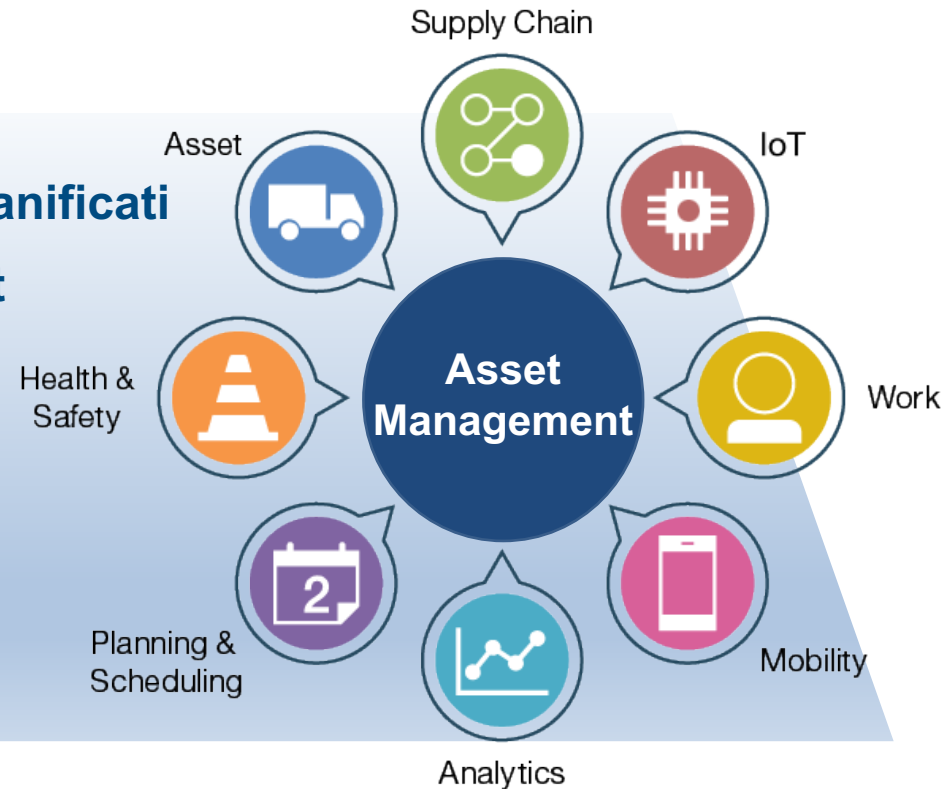 Supply Chain
Asset
IoT
anificati
t
Health &
Safety
Asset
Management
Work
2
Planning &
Scheduling
Mobility
Analytics